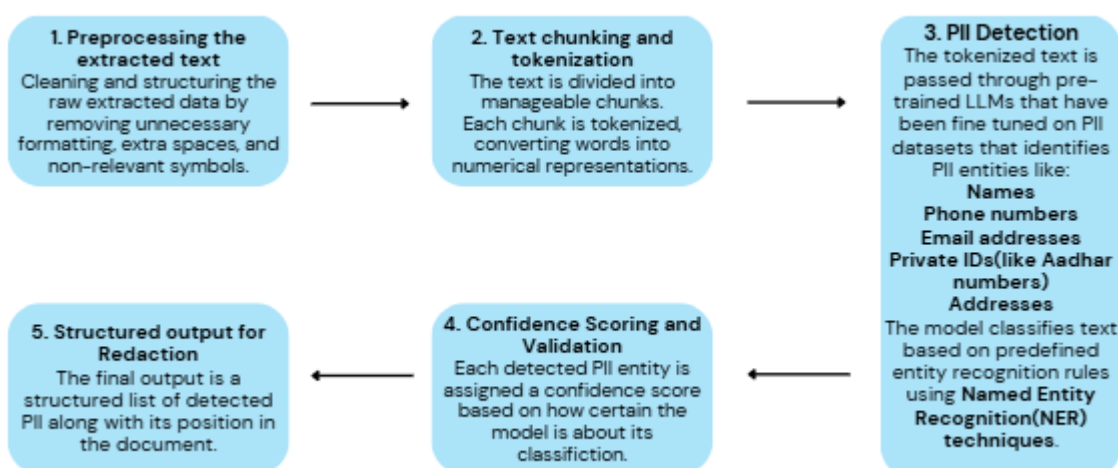 1. Preprocessing the
extracted text
Cleaning and structuring the
raw extracted data by
removing unnecessary
formatting, extra spaces, and
non-relevant symbols.
2. Text chunking and
tokenization
The text is divided into
manageable chunks.
Each chunk is tokenized,
converting words into
numerical representations.
3. PII Detection
The tokenized text is
passed through pre-
trained LLMs that have
been fine tuned on PII
datasets that identifies
PII entities like:
Names
Phone numbers
Email addresses
Private IDs(like Aadhar
numbers)
Addresses
The model classifies text
based on predefined
entity recognition rules
using Named Entity
Recognition(NER)
techniques.
4. Confidence Scoring and
Validation
Each detected PII entity is
assigned a confidence score
based on how certain the
model is about its
classifiction.
5. Structured output for
Redaction
The final output is a
structured list of detected
PII along with its position in
the document.